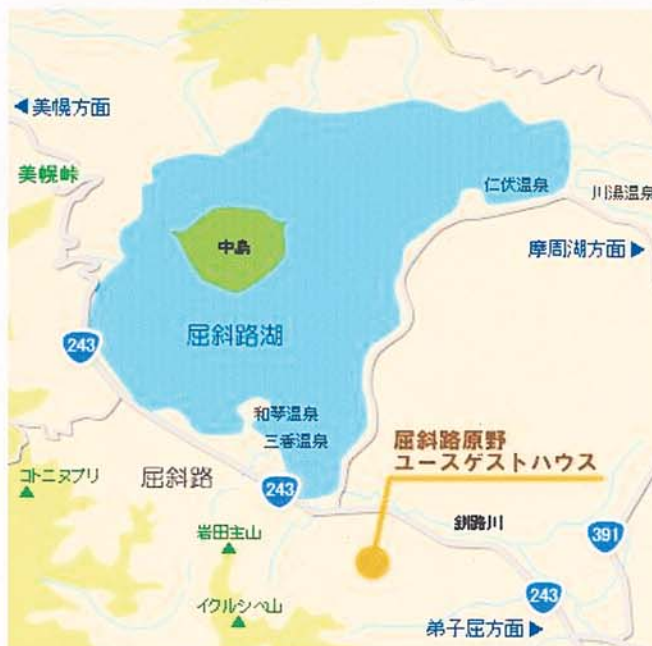 ◀美幌方面
美幌峠
仁伏温泉
川湯温泉
摩周湖方面▶
中島
屈斜路湖
243
和琴温泉
三香温泉
屈斜路原野
ユースゲストハウス
コトニヌプリ
屈斜路
243
釧路川
391
岩田主山
イクルシベ山
243
弟子屈方面▶